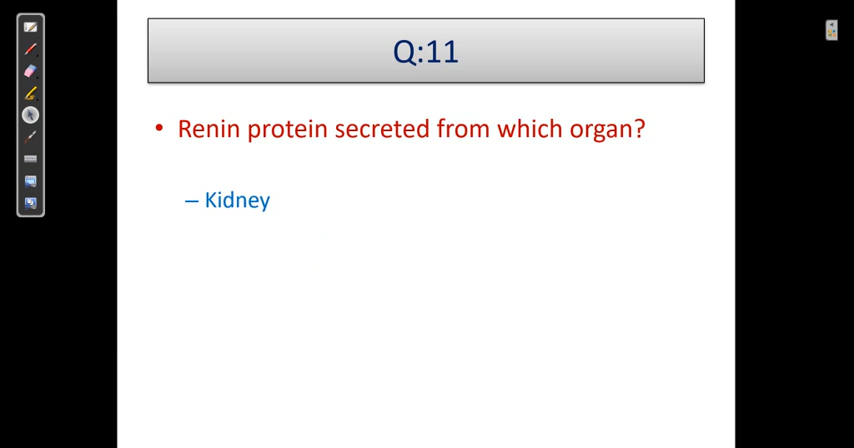 Q:11
• Renin protein secreted from which organ?
– Kidney